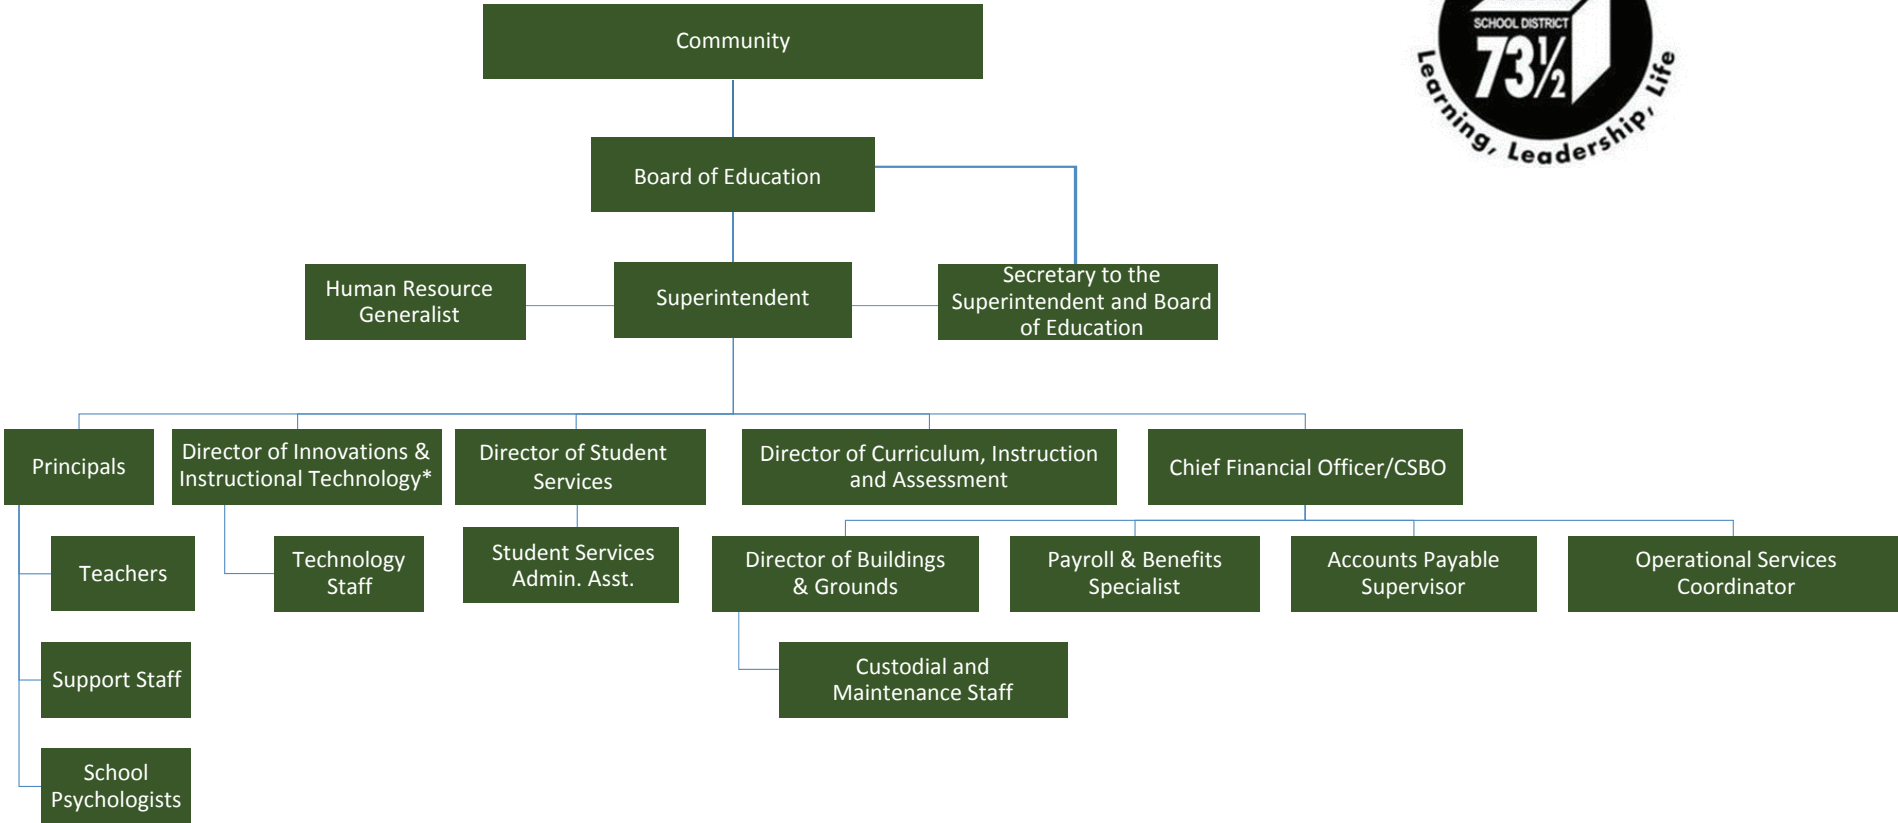 Community
SCHOOL DISTRICT
73½
Learning, Leadership, Life
Board of Education
Human Resource
Generalist
Superintendent
Secretary to the
Superintendent and Board
of Education
Principals
Director of Innovations &
Instructional Technology*
Director of Student
Services
Director of Curriculum, Instruction
and Assessment
Chief Financial Officer/CSBO
Teachers
Technology
Staff
Student Services
Admin. Asst.
Director of Buildings
& Grounds
Payroll & Benefits
Specialist
Accounts Payable
Supervisor
Operational Services
Coordinator
Support Staff
Custodial and
Maintenance Staff
School
Psychologists